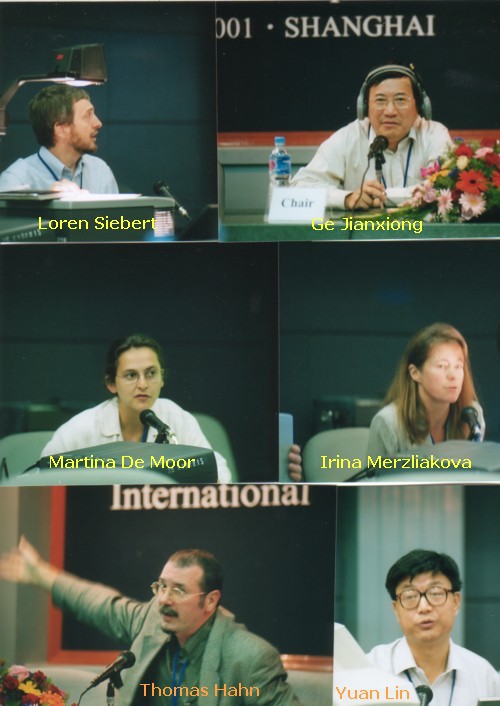 001 · SHANGHAI
Chair
Loren Siebert
Ge Jianxiong
Martina De Moor
Irina Merzliakova
International
Thomas Hahn
Yuan Lin